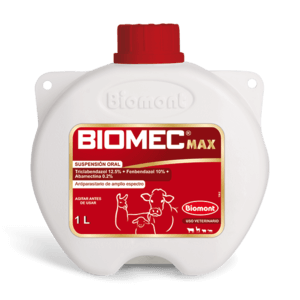 Biomont
BIOMEC® MAX
SUSPENSIÓN ORAL
Triclabendazol 12.5% + Fenbendazol 10% +
Abamectina 0.2%
Antiparasitario de amplio espectro
AGITAR ANTES
DE USAR
1 L
Biomont
USO VETERINARIO